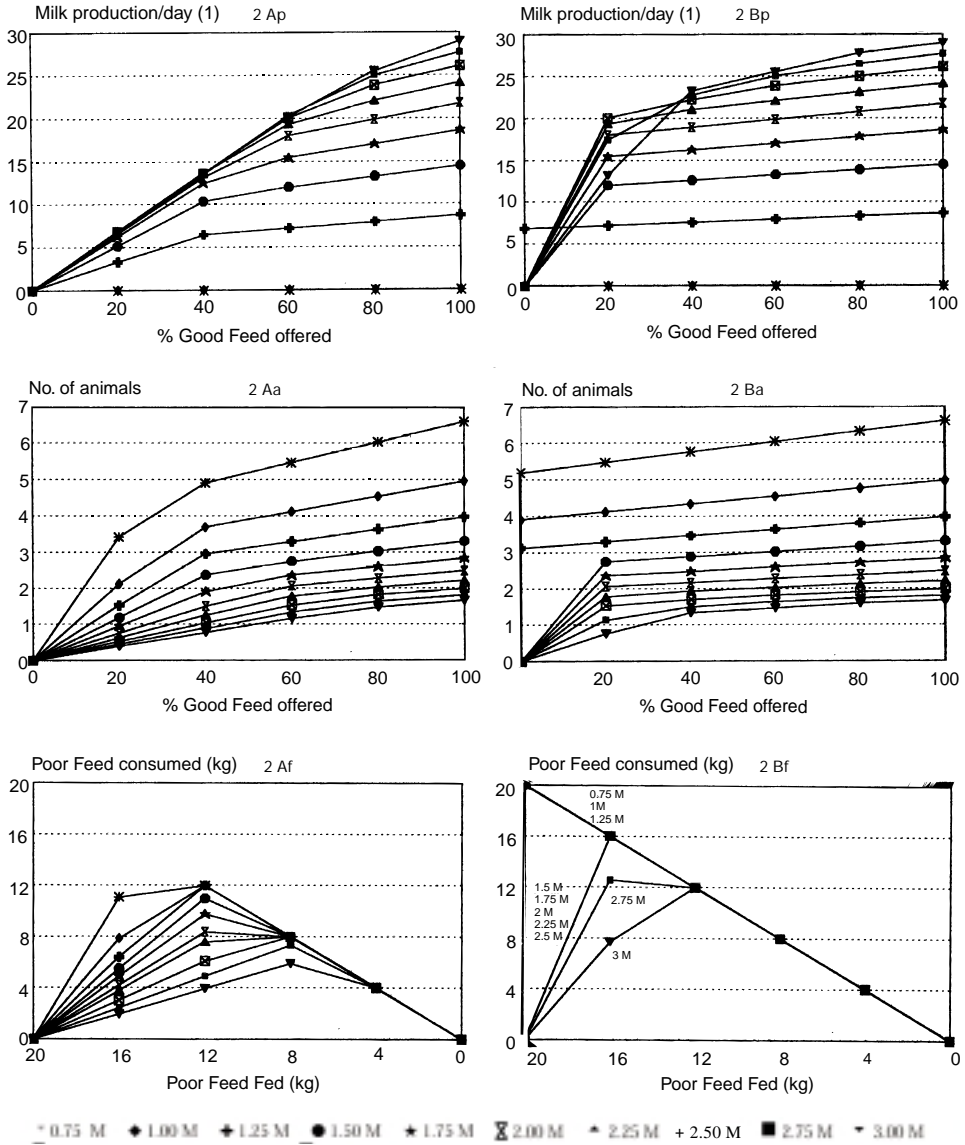 Milk production/day (1) 2 Ap
30
25
20
15
10
5
0
0 20 40 60 80 100
% Good Feed offered
Milk production/day (1) 2 Bp
30
25
20
15
10
5
0
0 20 40 60 80 100
% Good Feed offered
No. of animals 2 Aa
7
6
5
4
3
2
1
0
0 20 40 60 80 100
% Good Feed offered
No. of animals 2 Ba
7
6
5
4
3
2
1
0
0 20 40 60 80 100
% Good Feed offered
Poor Feed consumed (kg) 2 Af
20
16
12
8
4
0
20 16 12 8 4 0
Poor Feed Fed (kg)
Poor Feed consumed (kg) 2 Bf
20
16
12
8
4
0
0.75 M
1M
1.25 M
1.5 M
1.75 M
2 M
2.25 M
2.5 M
2.75 M
3 M
20 16 12 8 4 0
Poor Feed Fed (kg)
0.75 M 1.00 M 1.25 M 1.50 M 1.75 M 2.00 M 2.25 M + 2.50 M 2.75 M 3.00 M